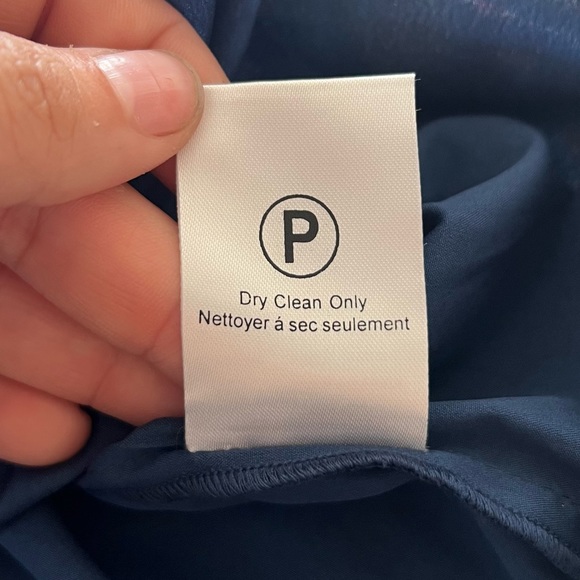 P
Dry Clean Only
Nettoyer á sec seulement